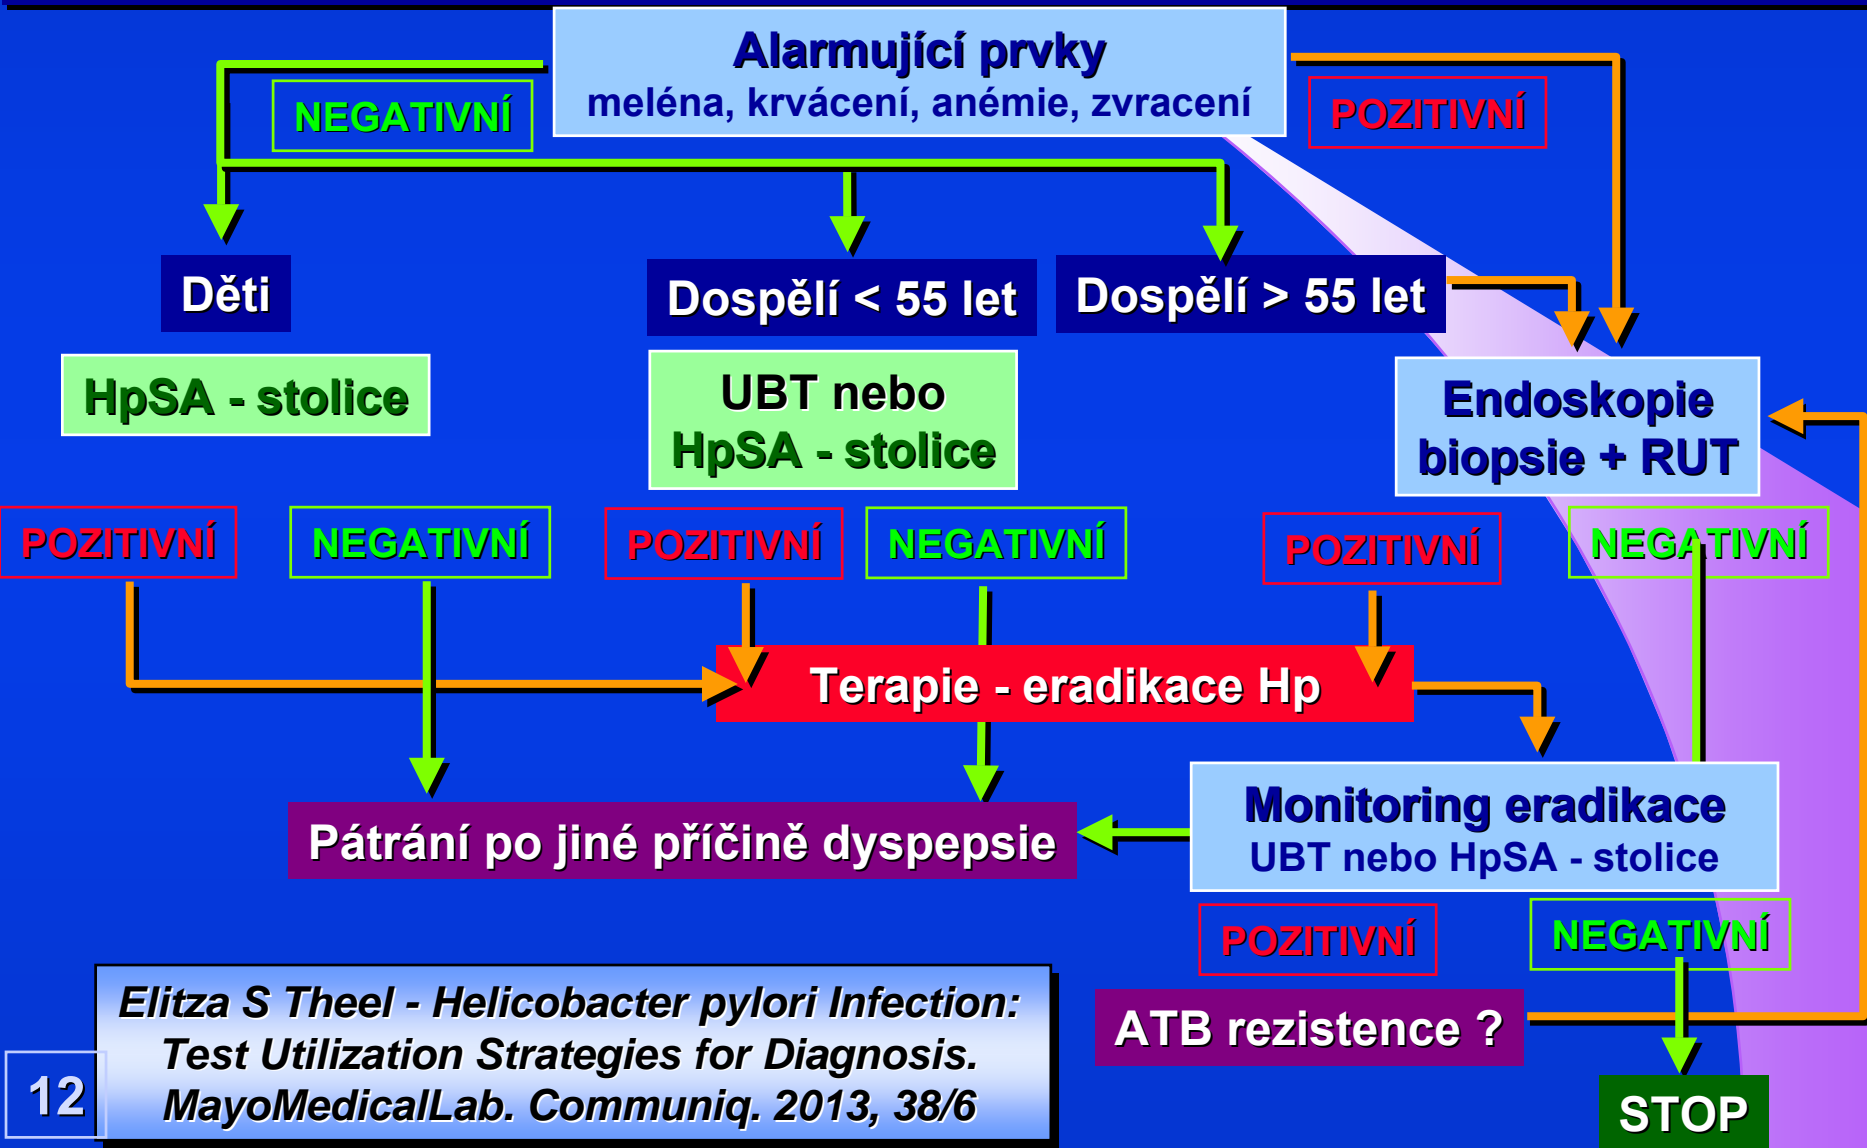 Alarmující prvky
meléna, krvácení, anémie, zvracení
NEGATIVNÍ
POZITIVNÍ
Děti
Dospělí < 55 let
Dospělí > 55 let
HpSA - stolice
UBT nebo
HpSA - stolice
Endoskopie
biopsie + RUT
POZITIVNÍ
NEGATIVNÍ
POZITIVNÍ
NEGATIVNÍ
POZITIVNÍ
NEGATIVNÍ
Terapie - eradikace Hp
Monitoring eradikace
UBT nebo HpSA - stolice
Pátrání po jiné příčině dyspepsie
POZITIVNÍ
NEGATIVNÍ
ATB rezistence ?
STOP
Elitza S Theel - Helicobacter pylori Infection:
Test Utilization Strategies for Diagnosis.
MayoMedicalLab. Communiq. 2013, 38/6
12